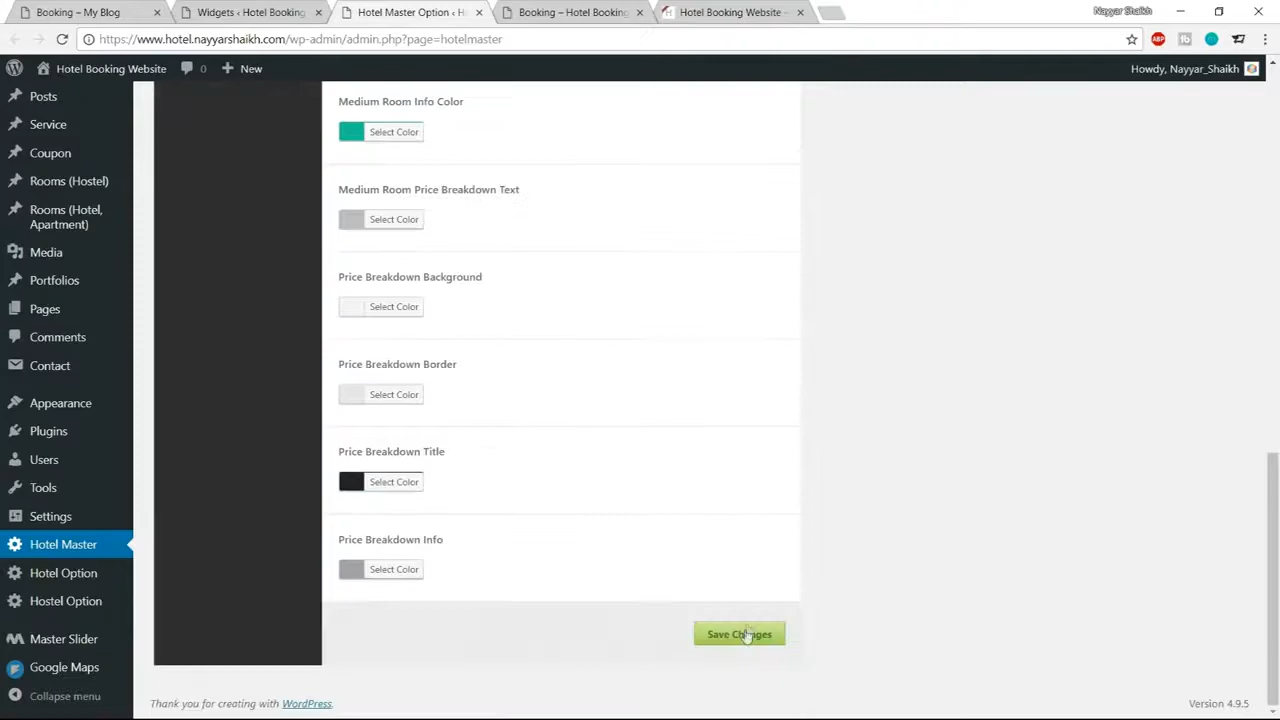 Booking – My Blog
Widgets ‹ Hotel Booking
Hotel Master Option ‹ H
Booking – Hotel Booking
Hotel Booking Website –
Nayyar Shaikh
https://www.hotel.nayyarshaikh.com/wp-admin/admin.php?page=hotelmaster
ABP
Hotel Booking Website
0
New
Howdy, Nayyar_Shaikh
Posts
Service
Coupon
Rooms (Hostel)
Rooms (Hotel,
Apartment)
Media
Portfolios
Pages
Comments
Contact
Appearance
Plugins
Users
Tools
Settings
Hotel Master
Hotel Option
Hostel Option
Master Slider
Google Maps
Collapse menu
Medium Room Info Color
Select Color
Medium Room Price Breakdown Text
Select Color
Price Breakdown Background
Select Color
Price Breakdown Border
Select Color
Price Breakdown Title
Select Color
Price Breakdown Info
Select Color
Save Changes
Thank you for creating with WordPress.
Version 4.9.5